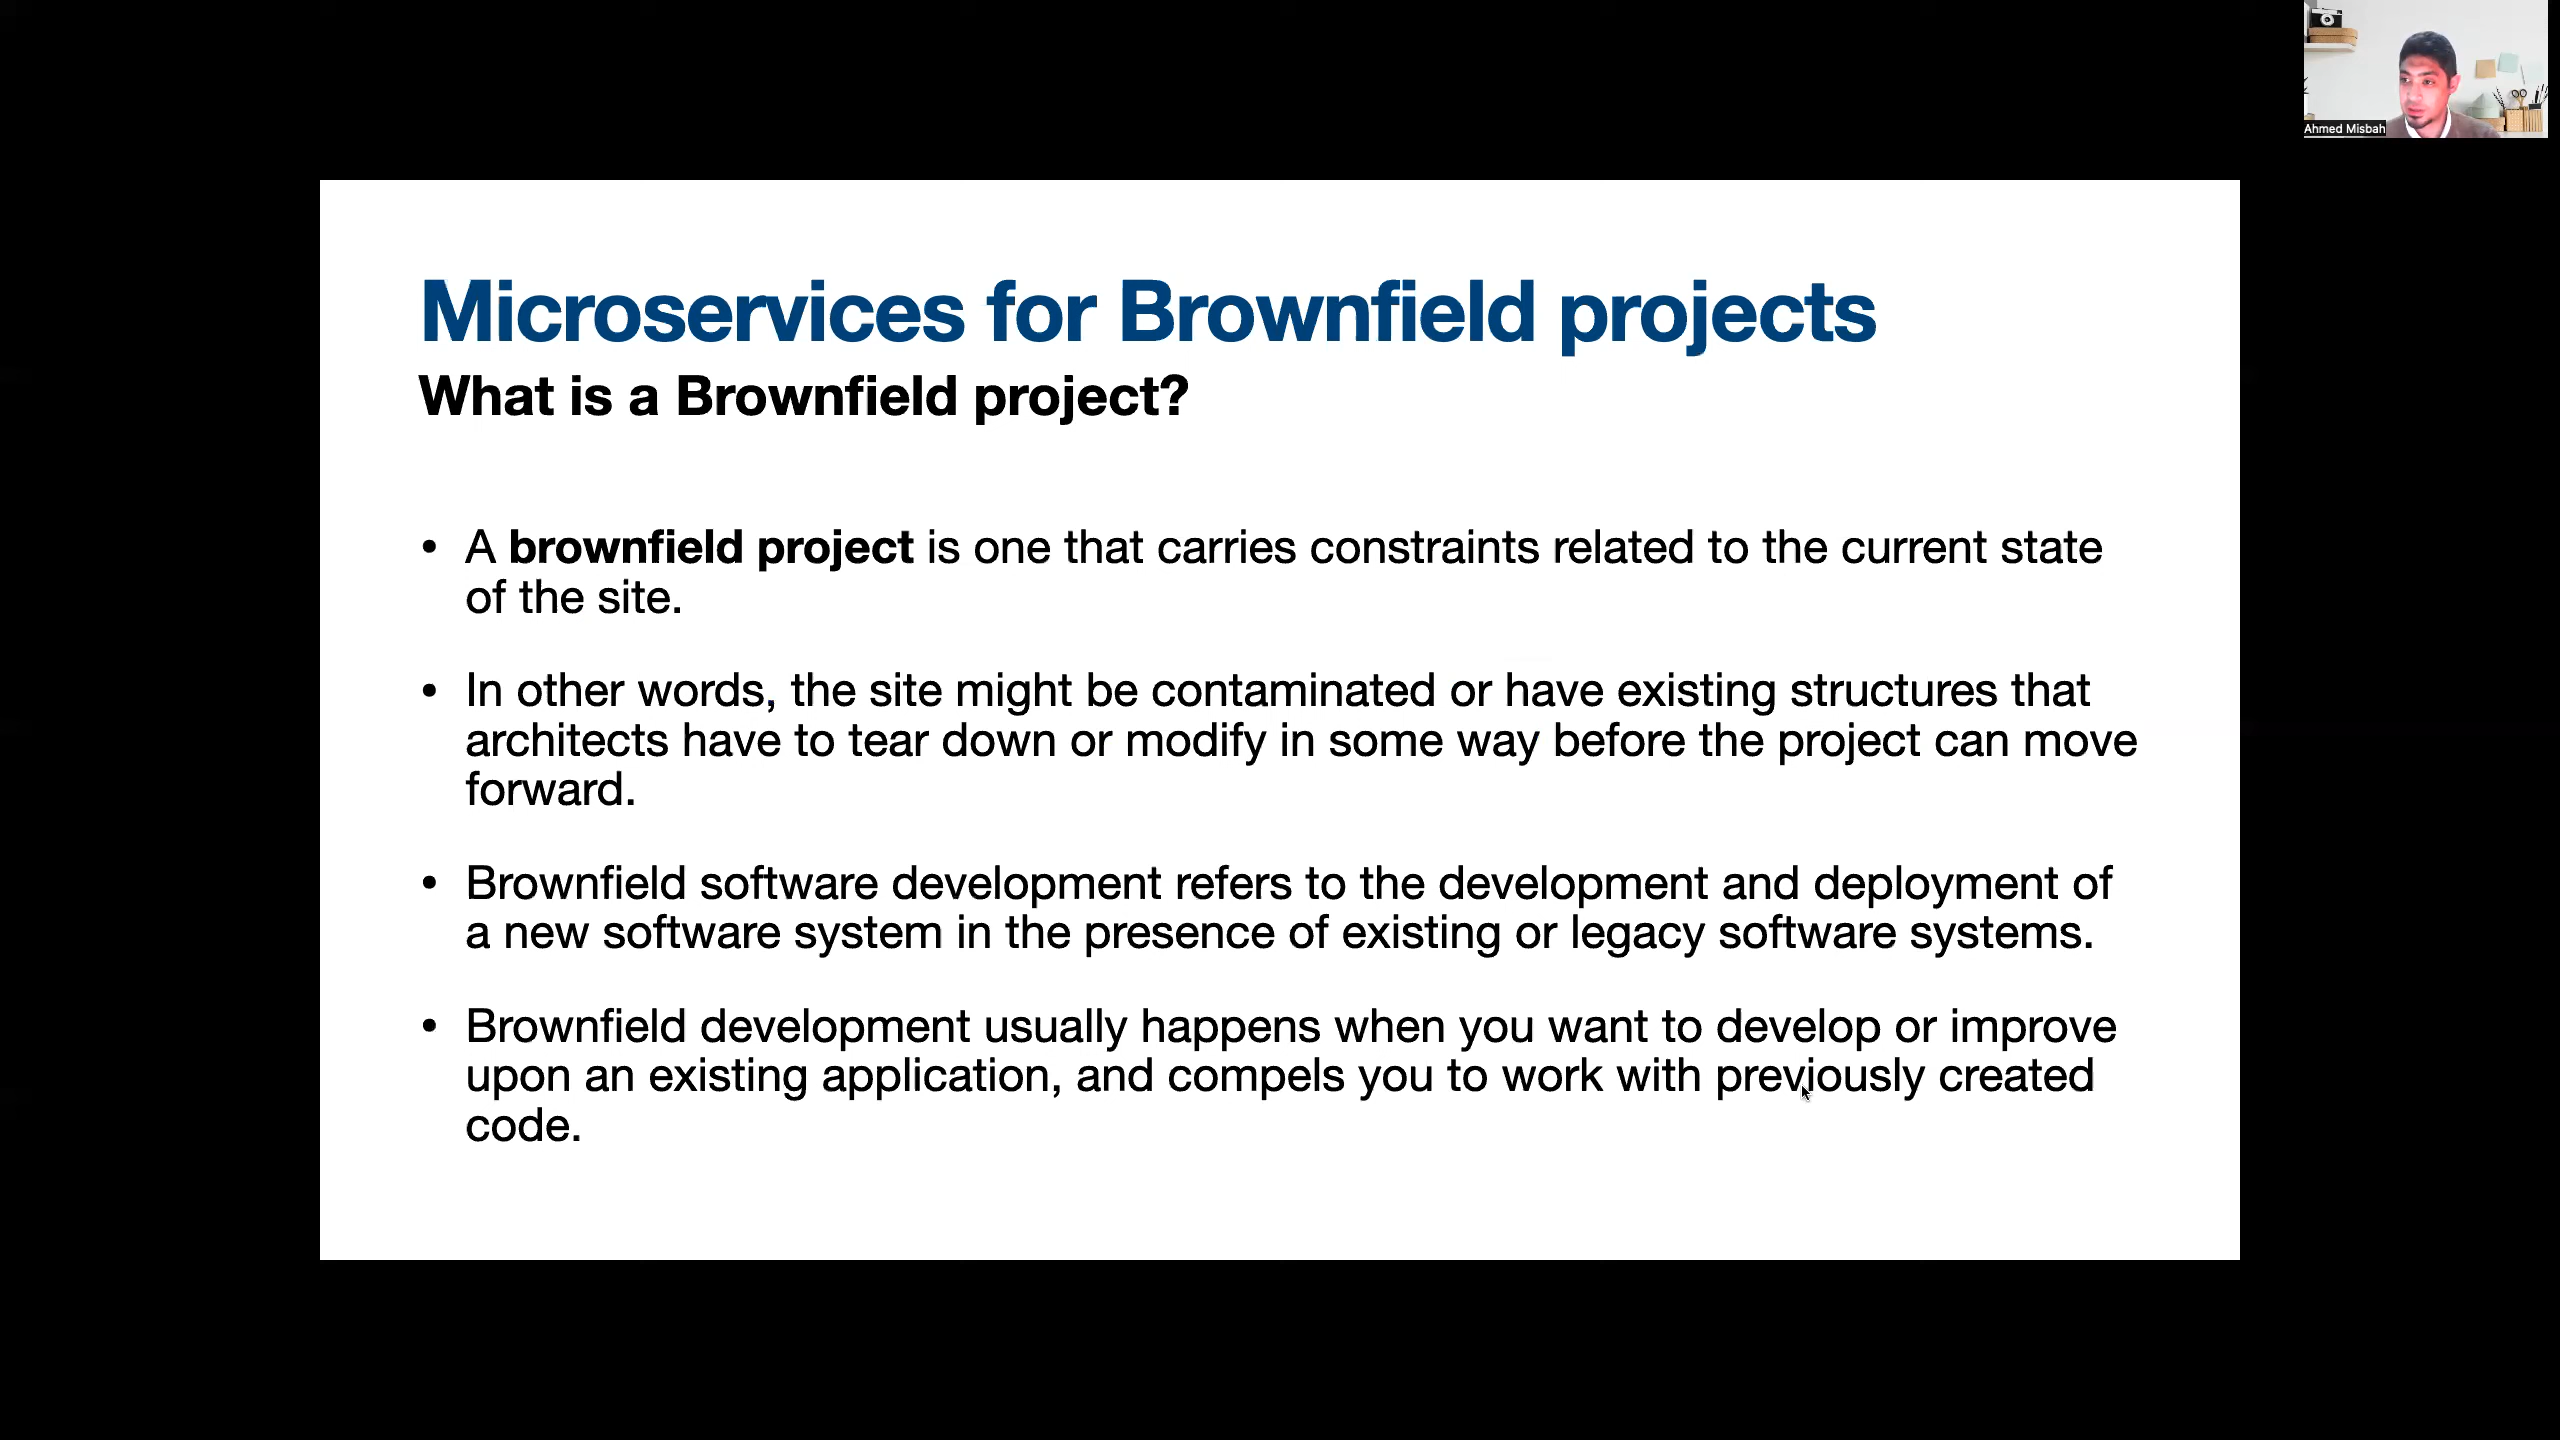 Ahmed Misbah
Microservices for Brownfield projects
What is a Brownfield project?
• A brownfield project is one that carries constraints related to the current state
of the site.
• In other words, the site might be contaminated or have existing structures that
architects have to tear down or modify in some way before the project can move
forward.
• Brownfield software development refers to the development and deployment of
a new software system in the presence of existing or legacy software systems.
• Brownfield development usually happens when you want to develop or improve
upon an existing application, and compels you to work with previously created
code.